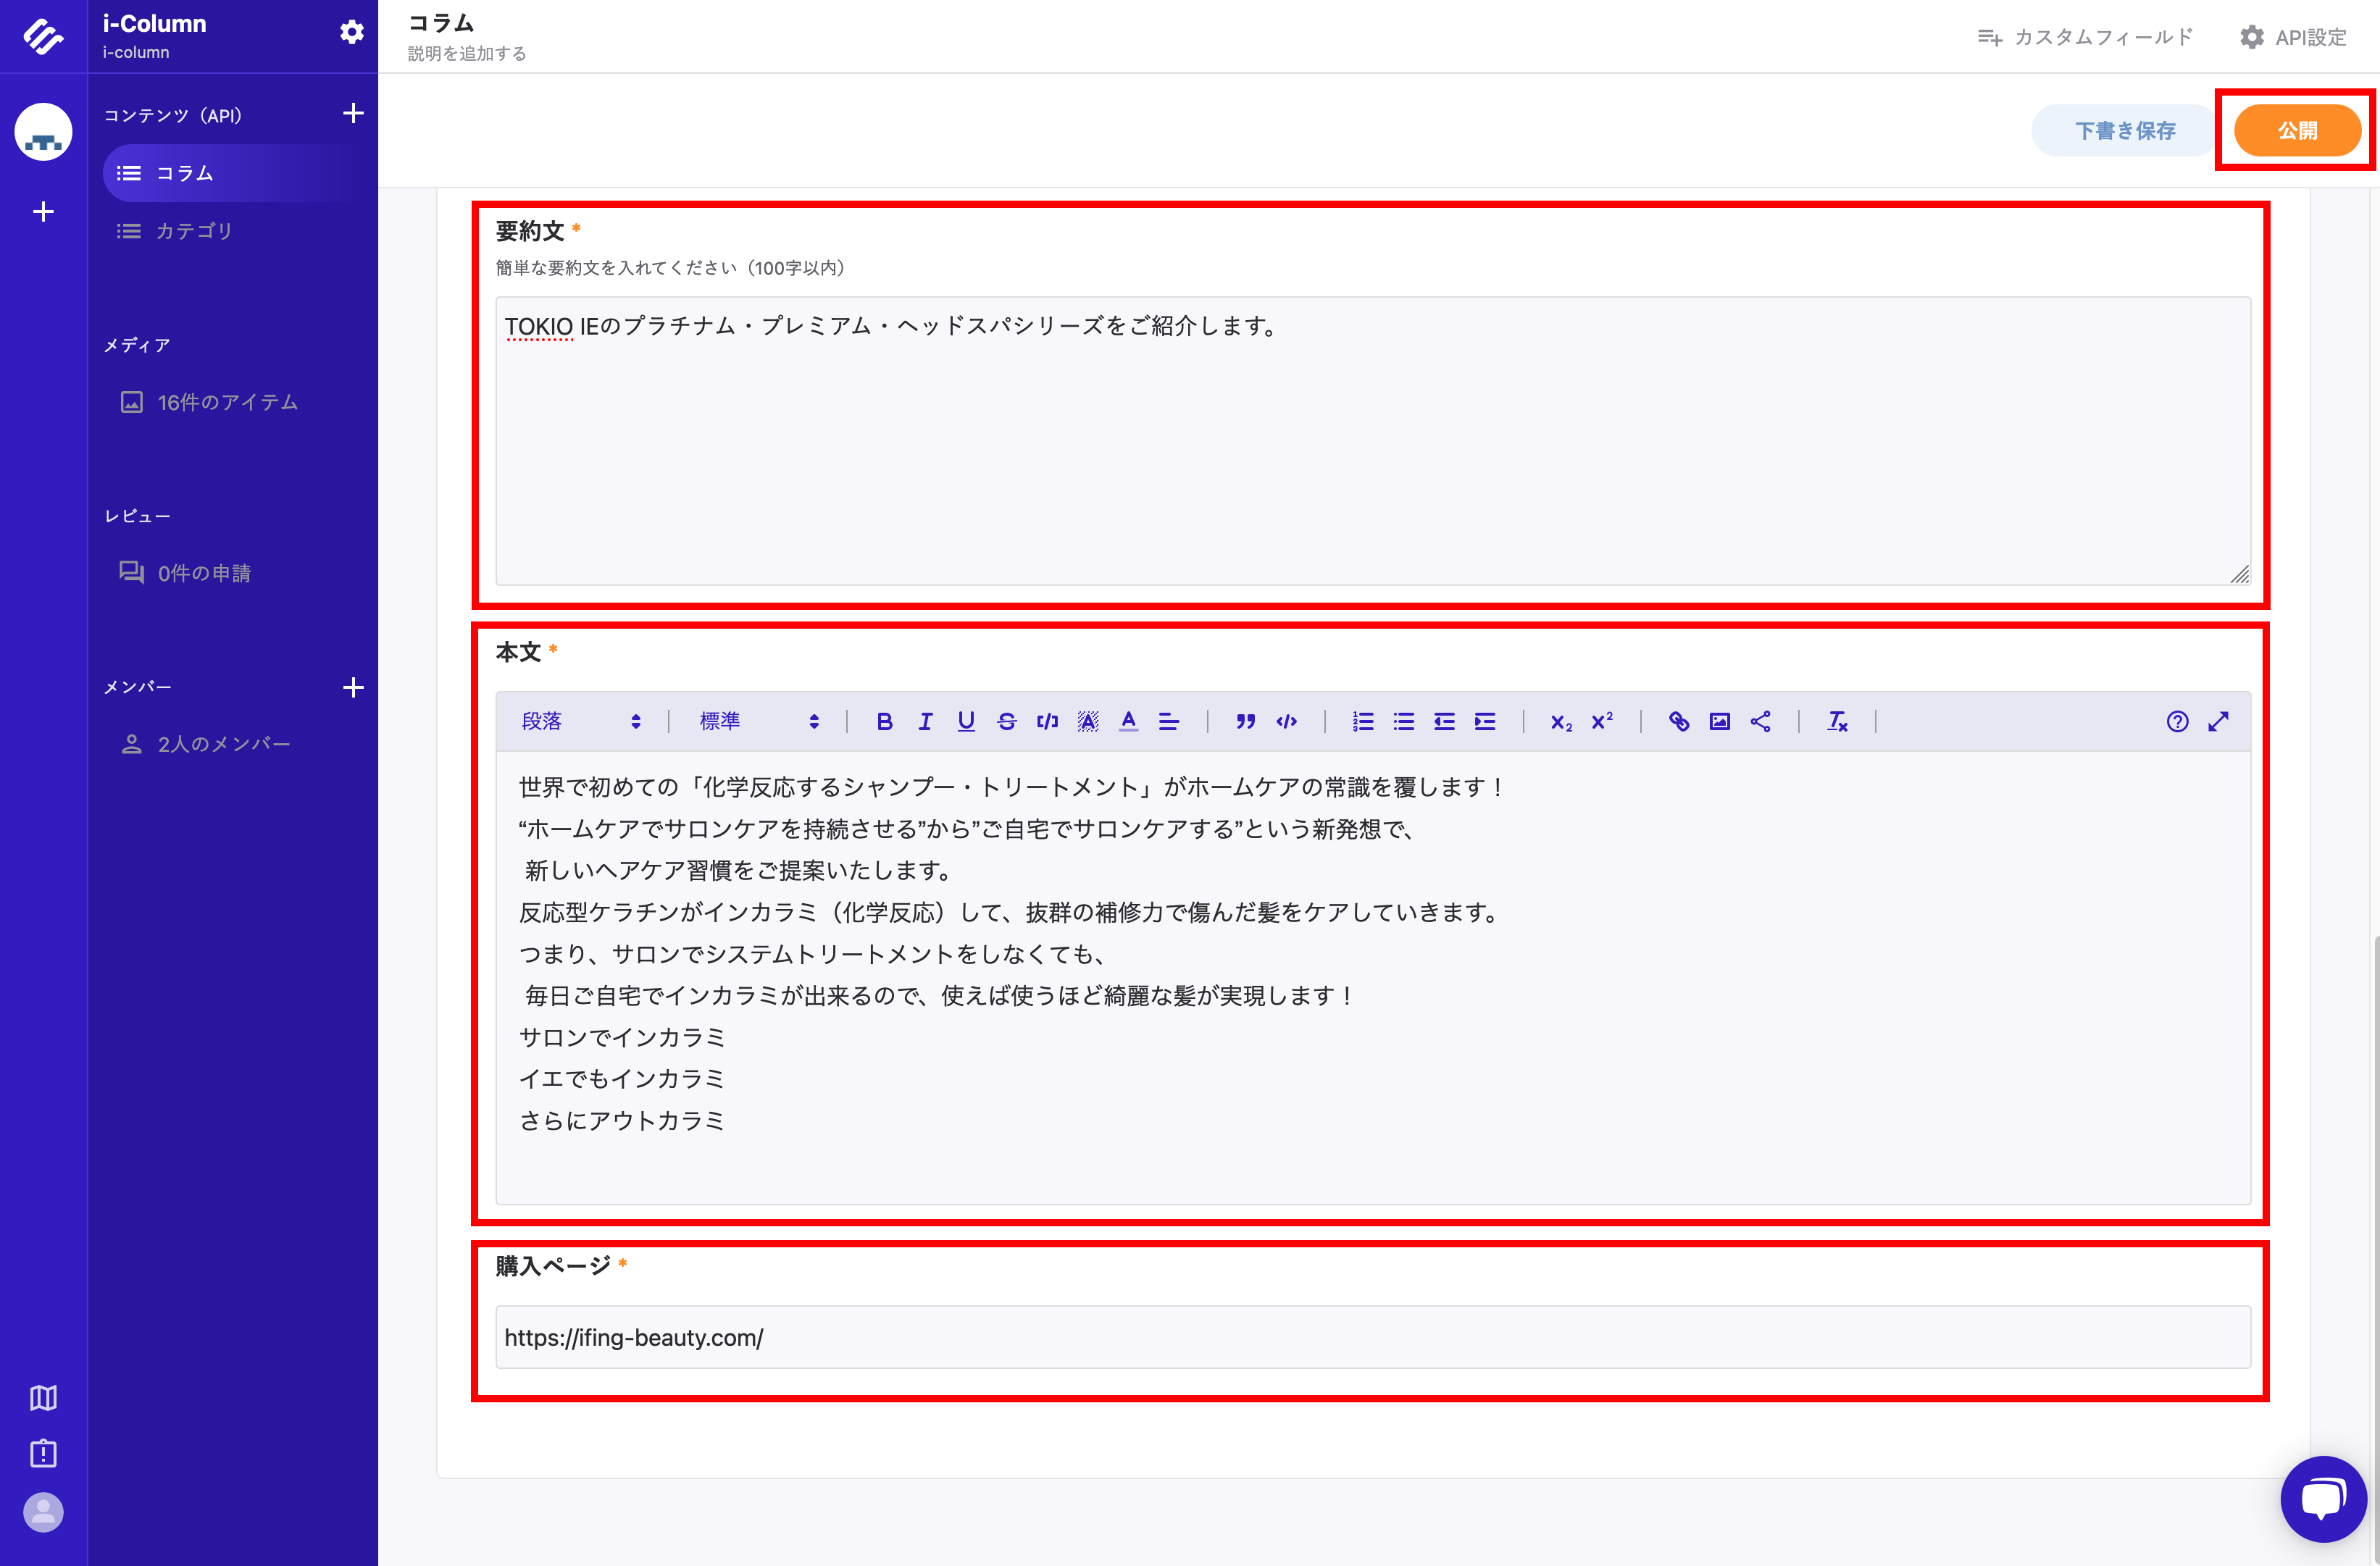 i-Column
i-column
コンテンツ（API）
コラム
カテゴリ
メディア
16件のアイテム
レビュー
0件の申請
メンバー
2人のメンバー
コラム
説明を追加する
カスタムフィールド
API設定
下書き保存
公開
要約文 *
簡単な要約文を入れてください（100字以内）
TOKIO IEのプラチナム・プレミアム・ヘッドスパシリーズをご紹介します。
本文 *
段落
標準
世界で初めての「化学反応するシャンプー・トリートメント」がホームケアの常識を覆します！
“ホームケアでサロンケアを持続させる”から”ご自宅でサロンケアする”という新発想で、
新しいヘアケア習慣をご提案いたします。
反応型ケラチンがインカラミ（化学反応）して、抜群の補修力で傷んだ髪をケアしていきます。
つまり、サロンでシステムトリートメントをしなくても、
毎日ご自宅でインカラミが出来るので、使えば使うほど綺麗な髪が実現します！
サロンでインカラミ
イエでもインカラミ
さらにアウトカラミ
購入ページ *
https://ifing-beauty.com/